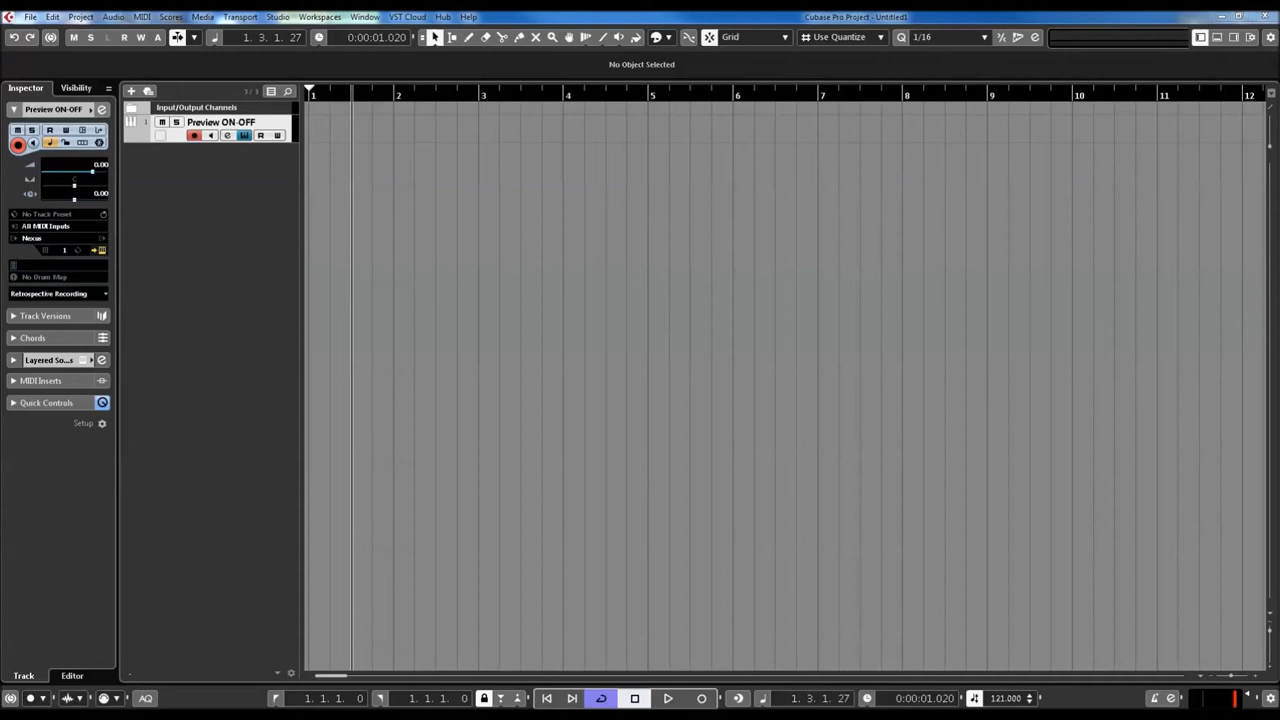 File Edit Project Audio MIDI Scores Media Transport Studio Workspaces Window VST Cloud Hub Help
Cubase Pro Project - Untitled1
M S L R W A
1. 3. 1. 27
0:00:01.020
Grid
Use Quantize
Q 1/16
No Object Selected
Inspector Visibility
Preview ON-OFF
m S R W
0.00
C
0.00
No Track Preset
All MIDI Inputs
Nexus
1
No Drum Map
Retrospective Recording
Track Versions
Chords
Layered So...s
MIDI Inserts
Quick Controls
Setup
Track Editor
Input/Output Channels
1 m S Preview ON-OFF
e R W
1 2 3 4 5 6 7 8 9 10 11 12
AQ
1. 1. 1. 0
1. 1. 1. 0
1. 3. 1. 27
0:00:01.020
121.000